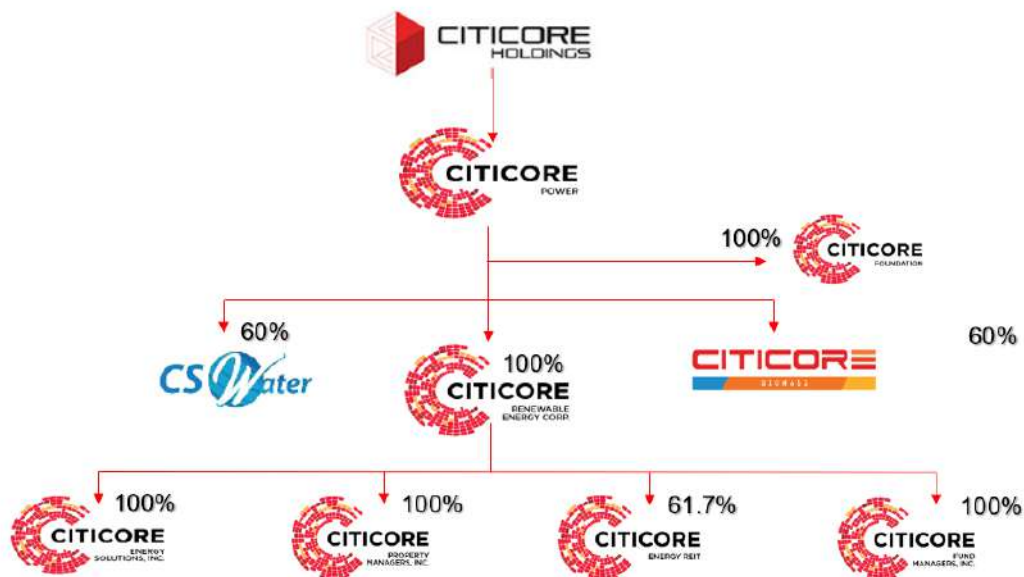 CITICORE
HOLDINGS
CITICORE
POWER
100%
CITICORE
FOUNDATION
60%
CS Water
100%
CITICORE
RENEWABLE
ENERGY CORP.
CITICORE
BIOMASS
60%
100%
CITICORE
ENERGY
SOLUTIONS, INC.
100%
CITICORE
PROPERTY
MANAGERS, INC.
61.7%
CITICORE
ENERGY REIT
100%
CITICORE
FUND
MANAGERS, INC.